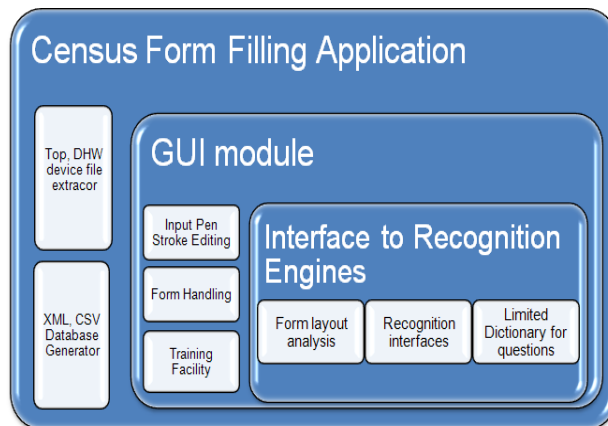 Census Form Filling Application
Top, DHW
device file
extracor
XML, CSV
Database
Generator
GUI module
Input Pen
Stroke Editing
Form Handling
Training
Facility
Interface to Recognition
Engines
Form layout
analysis
Recognition
interfaces
Limited
Dictionary for
questions